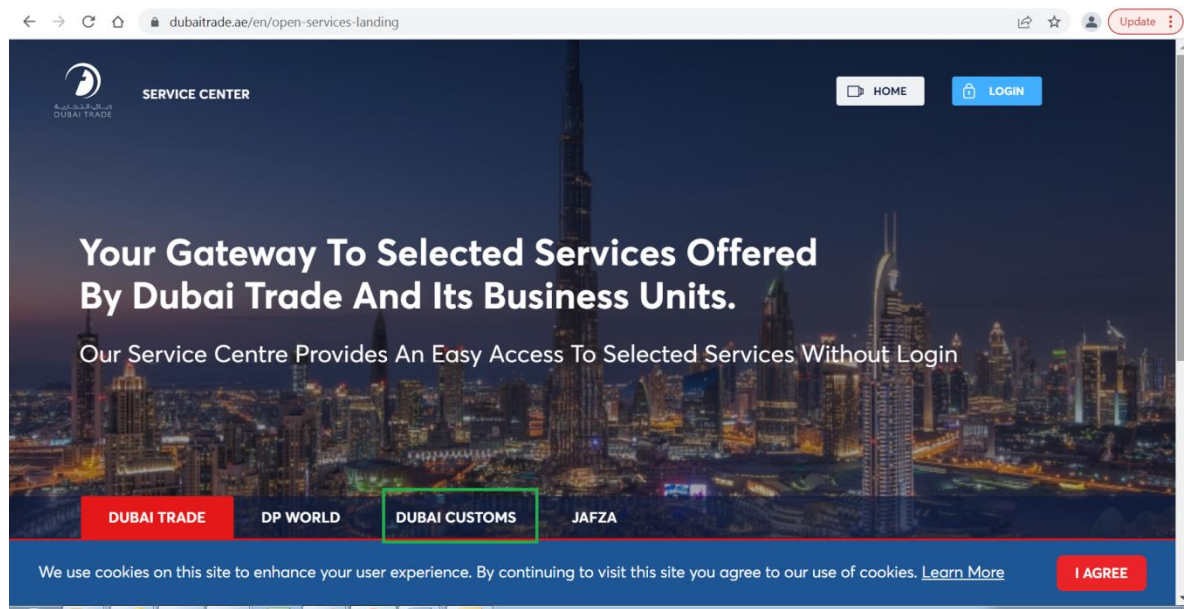 dubaitrade.ae/en/open-services-landing
Update
دبي التجارية
DUBAI TRADE
SERVICE CENTER
HOME
LOGIN
Your Gateway To Selected Services Offered
By Dubai Trade And Its Business Units.
Our Service Centre Provides An Easy Access To Selected Services Without Login
DUBAI TRADE
DP WORLD
DUBAI CUSTOMS
JAFZA
We use cookies on this site to enhance your user experience. By continuing to visit this site you agree to our use of cookies. Learn More
I AGREE